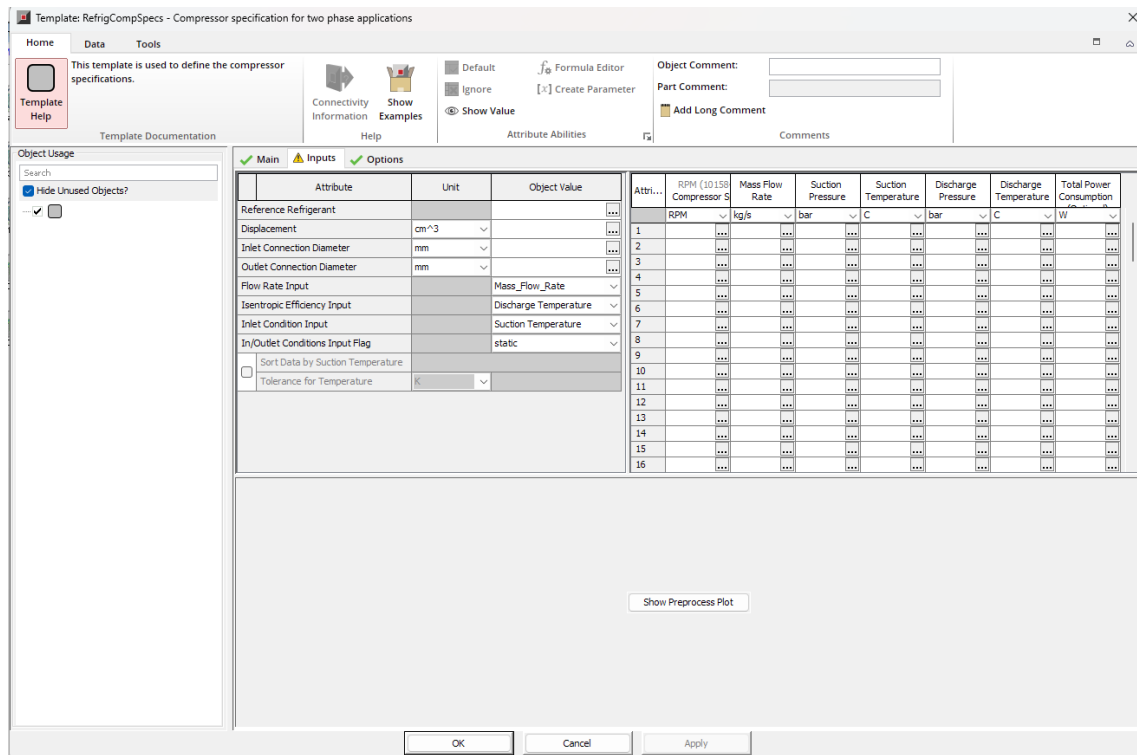 Template: RefrigCompSpecs - Compressor specification for two phase applications
Home Data Tools
Template Help
This template is used to define the compressor
specifications.
Template Documentation
Connectivity Information
Show Examples
Help
Default
Ignore
Show Value
Formula Editor
[x] Create Parameter
Attribute Abilities
Object Comment:
Part Comment:
Add Long Comment
Comments
Object Usage
Search
Hide Unused Objects?
Main Inputs Options
Attribute Unit Object Value
Reference Refrigerant ...
Displacement cm^3 ...
Inlet Connection Diameter mm ...
Outlet Connection Diameter mm ...
Flow Rate Input Mass_Flow_Rate
Isentropic Efficiency Input Discharge Temperature
Inlet Condition Input Suction Temperature
In/Outlet Conditions Input Flag static
Sort Data by Suction Temperature
Tolerance for Temperature K
Attri... RPM (10158 Compressor S Mass Flow Rate Suction Pressure Suction Temperature Discharge Pressure Discharge Temperature Total Power Consumption
RPM kg/s bar C bar C W
1 ... ... ... ... ... ... ...
2 ... ... ... ... ... ... ...
3 ... ... ... ... ... ... ...
4 ... ... ... ... ... ... ...
5 ... ... ... ... ... ... ...
6 ... ... ... ... ... ... ...
7 ... ... ... ... ... ... ...
8 ... ... ... ... ... ... ...
9 ... ... ... ... ... ... ...
10 ... ... ... ... ... ... ...
11 ... ... ... ... ... ... ...
12 ... ... ... ... ... ... ...
13 ... ... ... ... ... ... ...
14 ... ... ... ... ... ... ...
15 ... ... ... ... ... ... ...
16 ... ... ... ... ... ... ...
Show Preprocess Plot
OK Cancel Apply